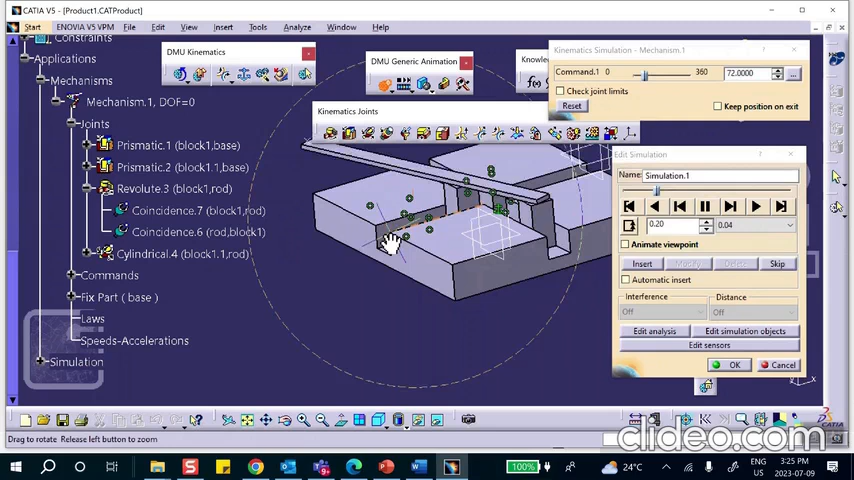 CATIA V5 - [Product1.CATProduct]
Start ENOVIA V5 VPM File Edit Insert Tools Analyze Window Help
Constraints
Applications
Mechanisms
Mechanism.1, DOF=0
Joints
Prismatic.1 (block1,base)
Prismatic.2 (block1.1,base)
Revolute.3 (block1,rod)
Coincidence.7 (block1,rod)
Coincidence.6 (rod,block1)
Cylindrical.4 (block1.1,rod)
Commands
Fix Part ( base )
Laws
Speeds-Accelerations
Simulation
DMU Kinematics
DMU Generic Animation
Knowle
f(x)
Kinematics Joints
Kinematics Simulation - Mechanism.1
Command.1 0 360 72.0000 ...
Check joint limits
Reset Keep position on exit
Edit Simulation
Name: Simulation.1
0.20 0.04
Animate viewpoint
Insert Modify Delete Skip
Automatic insert
Interference Distance
Off Off
Edit analysis Edit simulation objects
Edit sensors
OK Cancel
Drag to rotate Release left button to zoom
clideo.com
100% 24°C ENG US 3:25 PM 2023-07-09